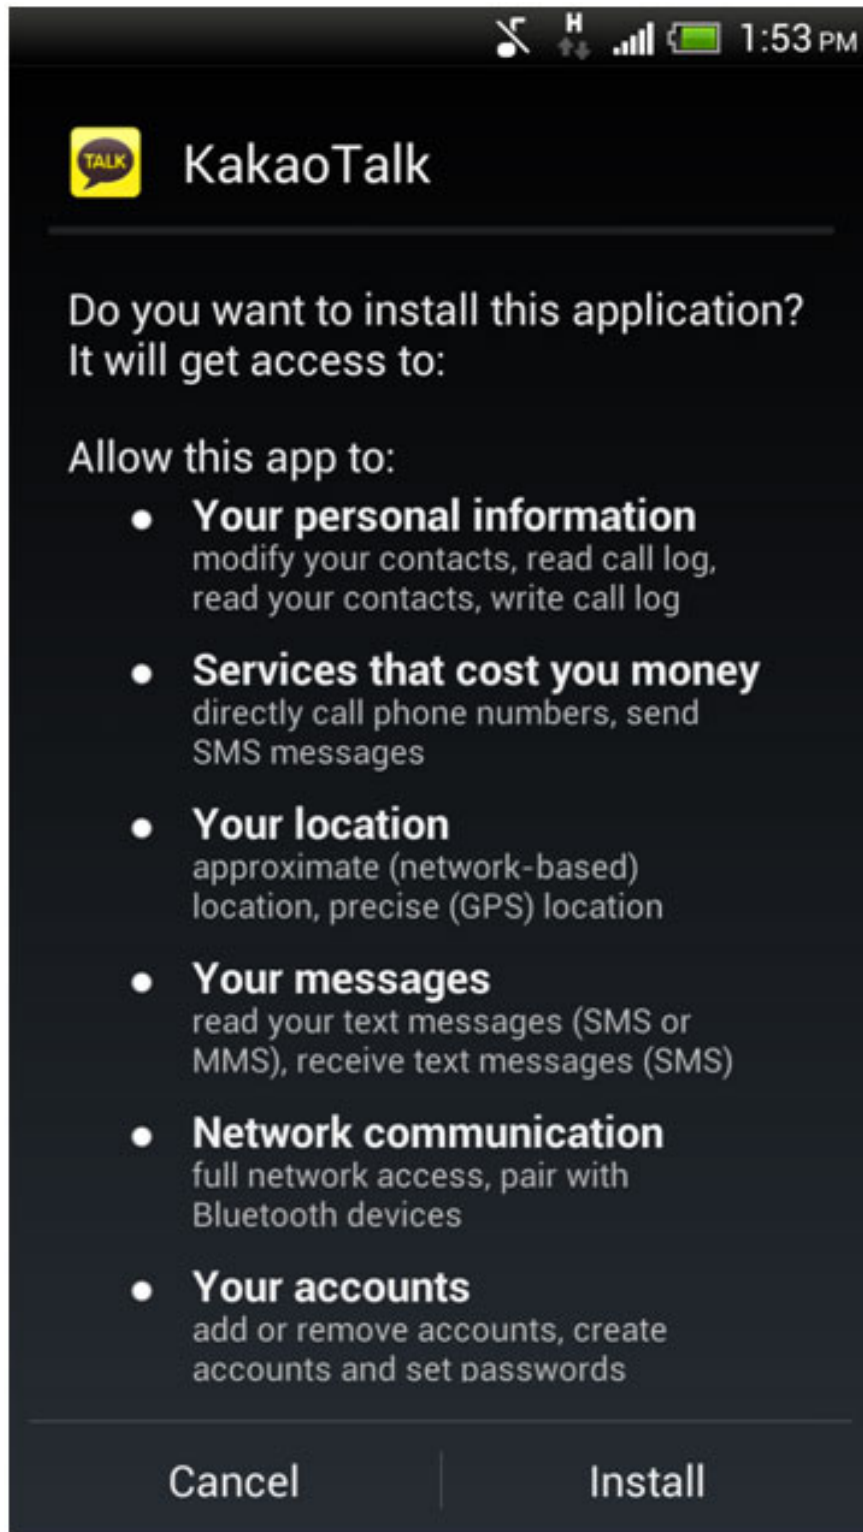 H
1:53 PM
TALK
KakaoTalk
Do you want to install this application?
It will get access to:
Allow this app to:
Your personal information
modify your contacts, read call log,
read your contacts, write call log
Services that cost you money
directly call phone numbers, send
SMS messages
Your location
approximate (network-based)
location, precise (GPS) location
Your messages
read your text messages (SMS or
MMS), receive text messages (SMS)
Network communication
full network access, pair with
Bluetooth devices
Your accounts
add or remove accounts, create
accounts and set passwords
Cancel
Install